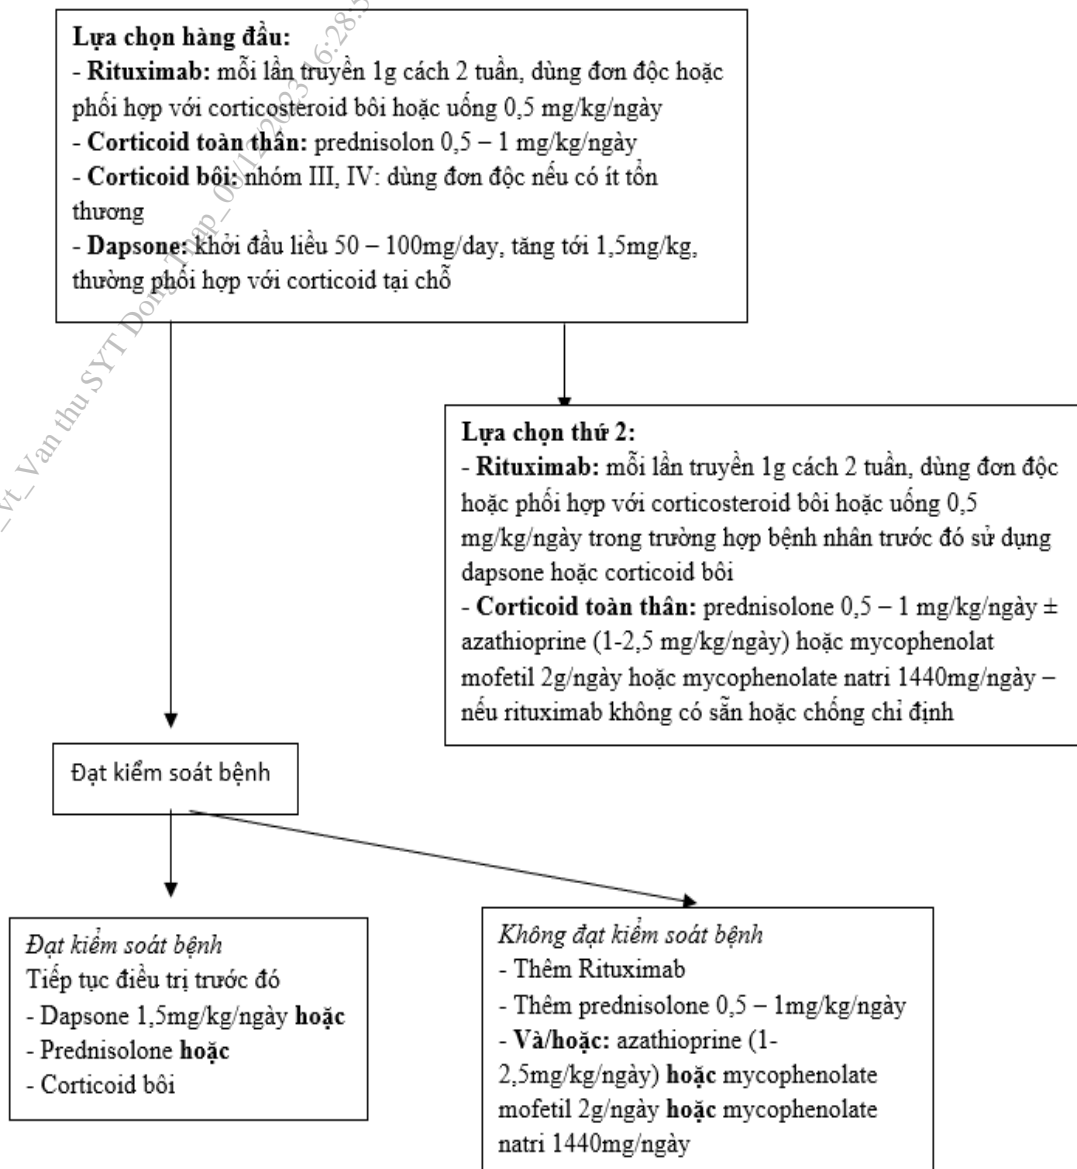 Lựa chọn hàng đầu:
- Rituximab: mỗi lần truyền 1g cách 2 tuần, dùng đơn độc hoặc
phối hợp với corticosteroid bôi hoặc uống 0,5 mg/kg/ngày
- Corticoid toàn thân: prednisolon 0,5 – 1 mg/kg/ngày
- Corticoid bôi: nhóm III, IV: dùng đơn độc nếu có ít tổn
thương
- Dapsone: khởi đầu liều 50 – 100mg/day, tăng tới 1,5mg/kg,
thường phối hợp với corticoid tại chỗ
Lựa chọn thứ 2:
- Rituximab: mỗi lần truyền 1g cách 2 tuần, dùng đơn độc
hoặc phối hợp với corticosteroid bôi hoặc uống 0,5
mg/kg/ngày trong trường hợp bệnh nhân trước đó sử dụng
dapsone hoặc corticoid bôi
- Corticoid toàn thân: prednisolone 0,5 – 1 mg/kg/ngày ±
azathioprine (1-2,5 mg/kg/ngày) hoặc mycophenolat
mofetil 2g/ngày hoặc mycophenolate natri 1440mg/ngày –
nếu rituximab không có sẵn hoặc chống chỉ định
Đạt kiểm soát bệnh
Đạt kiểm soát bệnh
Tiếp tục điều trị trước đó
- Dapsone 1,5mg/kg/ngày hoặc
- Prednisolone hoặc
- Corticoid bôi
Không đạt kiểm soát bệnh
- Thêm Rituximab
- Thêm prednisolone 0,5 – 1mg/kg/ngày
- Và/hoặc: azathioprine (1-
2,5mg/kg/ngày) hoặc mycophenolate
mofetil 2g/ngày hoặc mycophenolate
natri 1440mg/ngày
_vt_Van thu SYT Dong